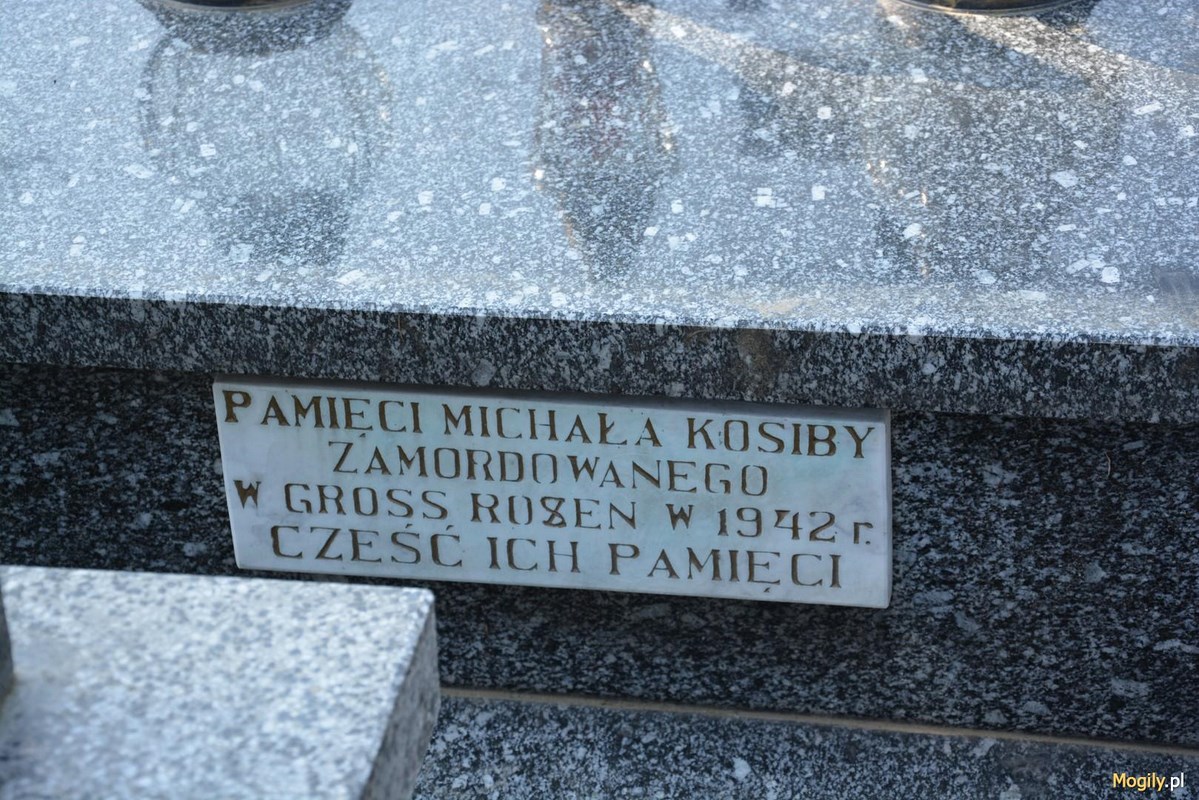 PAMIĘCI MICHAŁA KOSIBY
ZAMORDOWANEGO
W GROSS ROSEN W 1942 r.
CZEŚĆ ICH PAMIĘCI
Mogily.pl